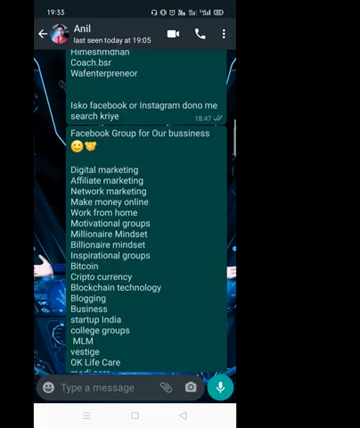 19:33
Anil
last seen today at 19:05
Himeshmdhan
Coach.bsr
Wafenterpreneor
Isko facebook or Instagram dono me
search kriye
18:47
Facebook Group for Our bussiness
Digital marketing
Affiliate marketing
Network marketing
Make money online
Work from home
Motivational groups
Millionaire Mindset
Billionaire mindset
Inspirational groups
Bitcoin
Cripto currency
Blockchain technology
Blogging
Business
startup India
college groups
MLM
vestige
OK Life Care
Type a message